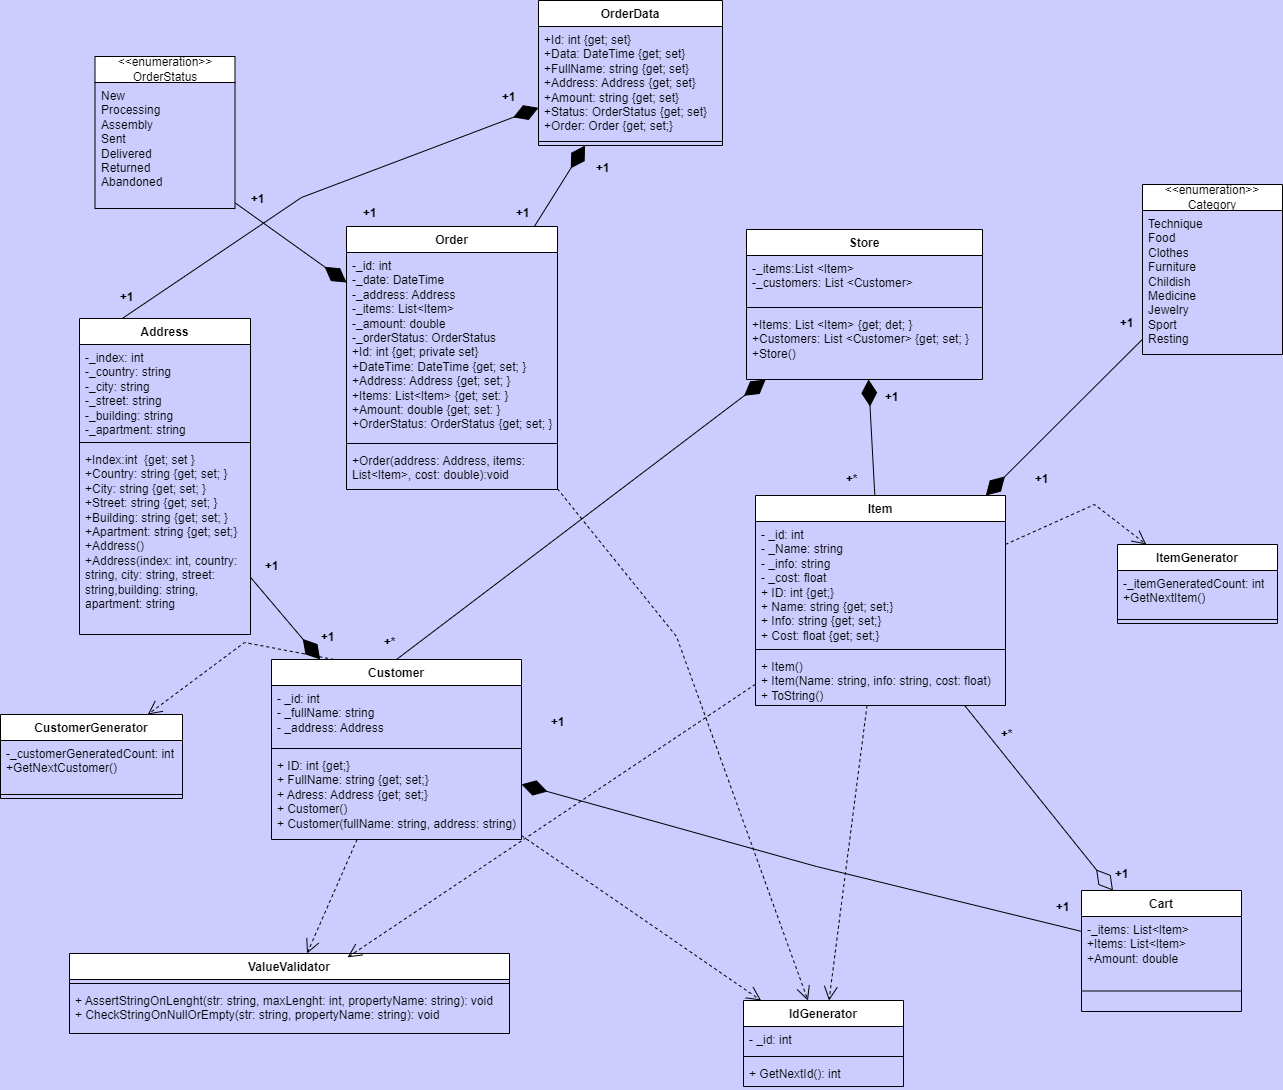 OrderData
+Id: int {get; set}
+Data: DateTime {get; set}
+FullName: string {get; set}
+Address: Address {get; set}
+Amount: string {get; set}
+Status: OrderStatus {get; set}
+Order: Order {get; set;}
+1
+1
<<enumeration>>
OrderStatus
New
Processing
Assembly
Sent
Delivered
Returned
Abandoned
+1
+1
+1
Order
-_id: int
-_date: DateTime
-_address: Address
-_items: List<Item>
-_amount: double
-_orderStatus: OrderStatus
+Id: int {get; private set}
+DateTime: DateTime {get; set; }
+Address: Address {get; set; }
+Items: List<Item> {get; set: }
+Amount: double {get; set: }
+OrderStatus: OrderStatus {get; set; }
+Order(address: Address, items:
List<Item>, cost: double):void
Store
-_items:List <Item>
-_customers: List <Customer>
+Items: List <Item> {get; det; }
+Customers: List <Customer> {get; set; }
+Store()
<<enumeration>>
Category
Technique
Food
Clothes
Furniture
Childish
Medicine
Jewelry
Sport
Resting
+1
+1
Address
-_index: int
-_country: string
-_city: string
-_street: string
-_building: string
-_apartment: string
+Index:int  {get; set }
+Country: string {get; set; }
+City: string {get; set; }
+Street: string {get; set; }
+Building: string {get; set; }
+Apartment: string {get; set;}
+Address()
+Address(index: int, country:
string, city: string, street:
string,building: string,
apartment: string
+1
+*
+1
Item
- _id: int
- _Name: string
- _info: string
- _cost: float
+ ID: int {get;}
+ Name: string {get; set;}
+ Info: string {get; set;}
+ Cost: float {get; set;}
+ Item()
+ Item(Name: string, info: string, cost: float)
+ ToString()
ItemGenerator
-_itemGeneratedCount: int
+GetNextItem()
+1
+1
+*
Customer
- _id: int
- _fullName: string
- _address: Address
+ ID: int {get;}
+ FullName: string {get; set;}
+ Adress: Address {get; set;}
+ Customer()
+ Customer(fullName: string, address: string)
CustomerGenerator
-_customerGeneratedCount: int
+GetNextCustomer()
+1
+*
+1
+1
Cart
-_items: List<Item>
+Items: List<Item>
+Amount: double
ValueValidator
+ AssertStringOnLenght(str: string, maxLenght: int, propertyName: string): void
+ CheckStringOnNullOrEmpty(str: string, propertyName: string): void
IdGenerator
- _id: int
+ GetNextId(): int